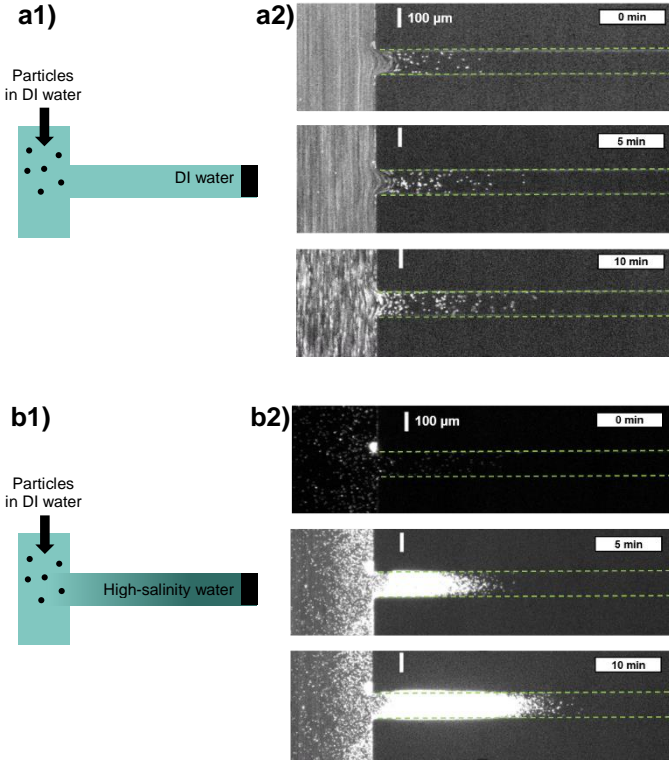 a1)
Particles
in DI water
DI water
a2)
100 µm
0 min
5 min
10 min
b1)
Particles
in DI water
High-salinity water
b2)
100 µm
0 min
5 min
10 min